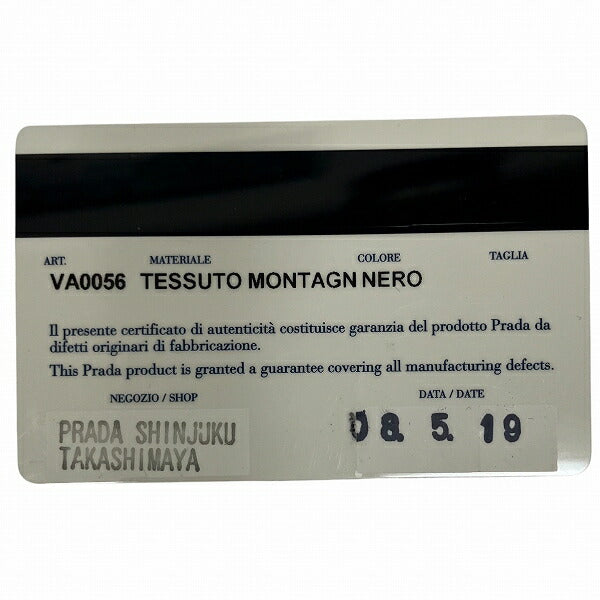 ART. MATERIALE COLORE TAGLIA
VA0056 TESSUTO MONTAGN NERO
Il presente certificato di autenticità costituisce garanzia del prodotto Prada da
difetti originari di fabbricazione.
This Prada product is granted a guarantee covering all manufacturing defects.
NEGOZIO / SHOP DATA / DATE
PRADA SHINJUKU 08. 5. 19
TAKASHIMAYA